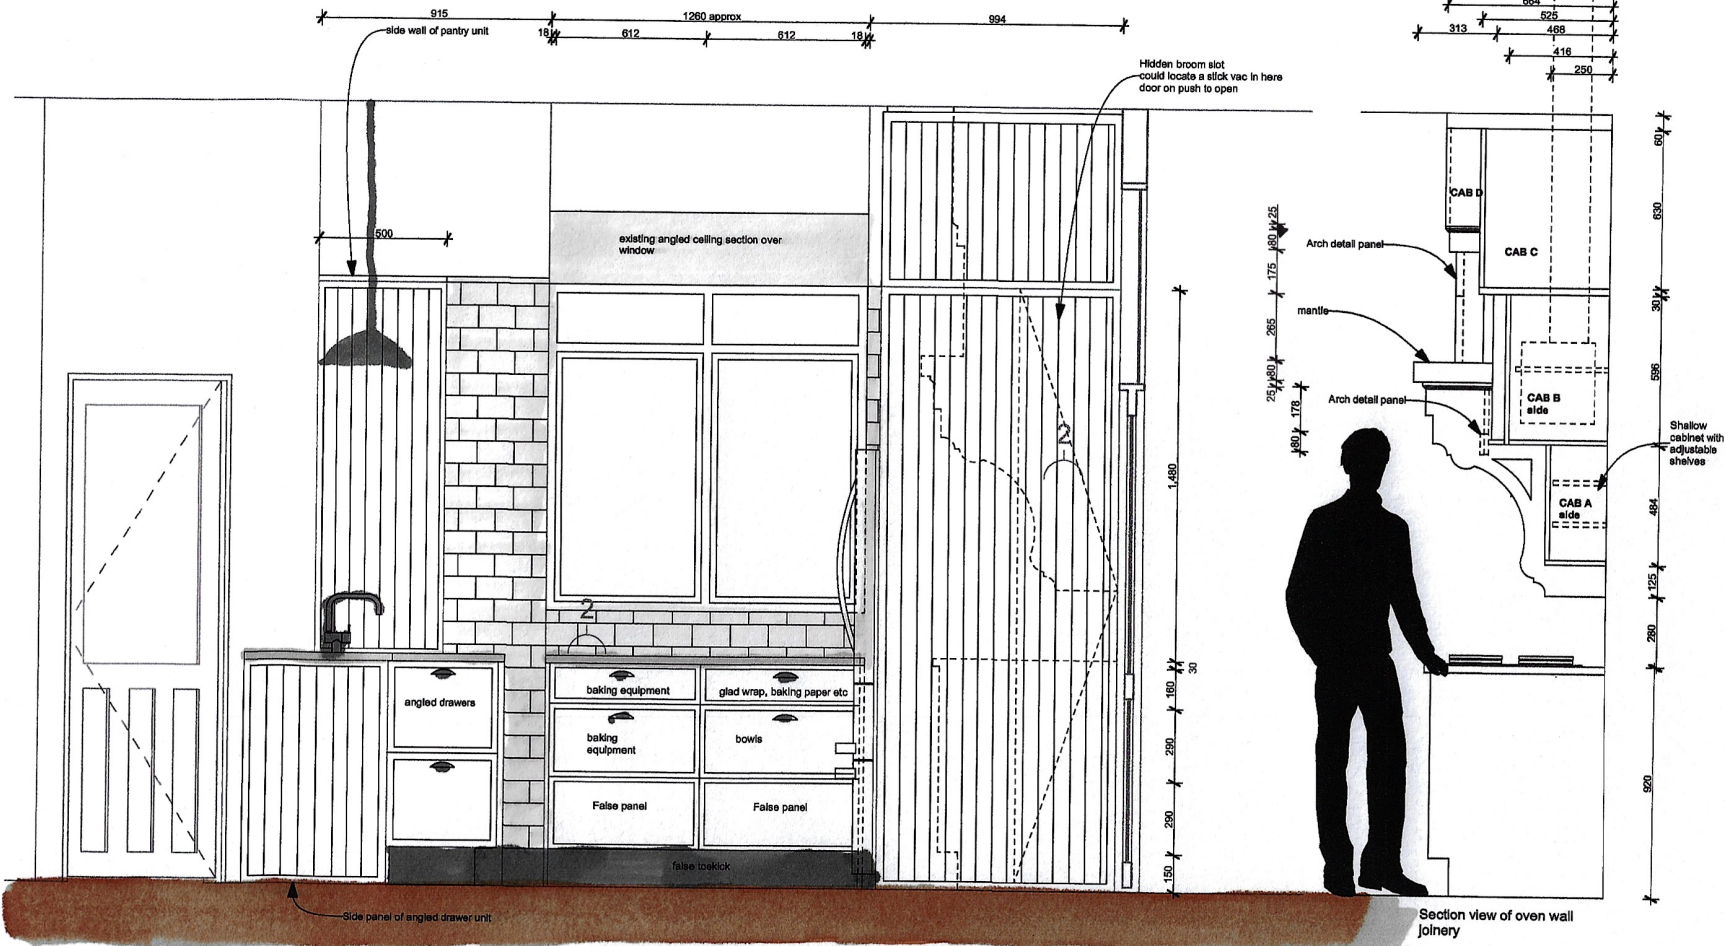 915
1260 approx
994
18
612
612
18
side wall of pantry unit
664
525
313
468
416
250
Hidden broom slot
could locate a stick vac in here
door on push to open
500
existing angled ceiling section over
window
CAB D
CAB C
Arch detail panel
mantle
Arch detail panel
CAB B
side
CAB A
side
Shallow
cabinet with
adjustable
shelves
25
80
175
265
80
25
178
80
60
630
30
596
484
125
280
920
1,480
30
160
290
290
150
2
2
angled drawers
baking equipment
glad wrap, baking paper etc
baking
equipment
bowls
False panel
False panel
false toekick
Side panel of angled drawer unit
Section view of oven wall
joinery